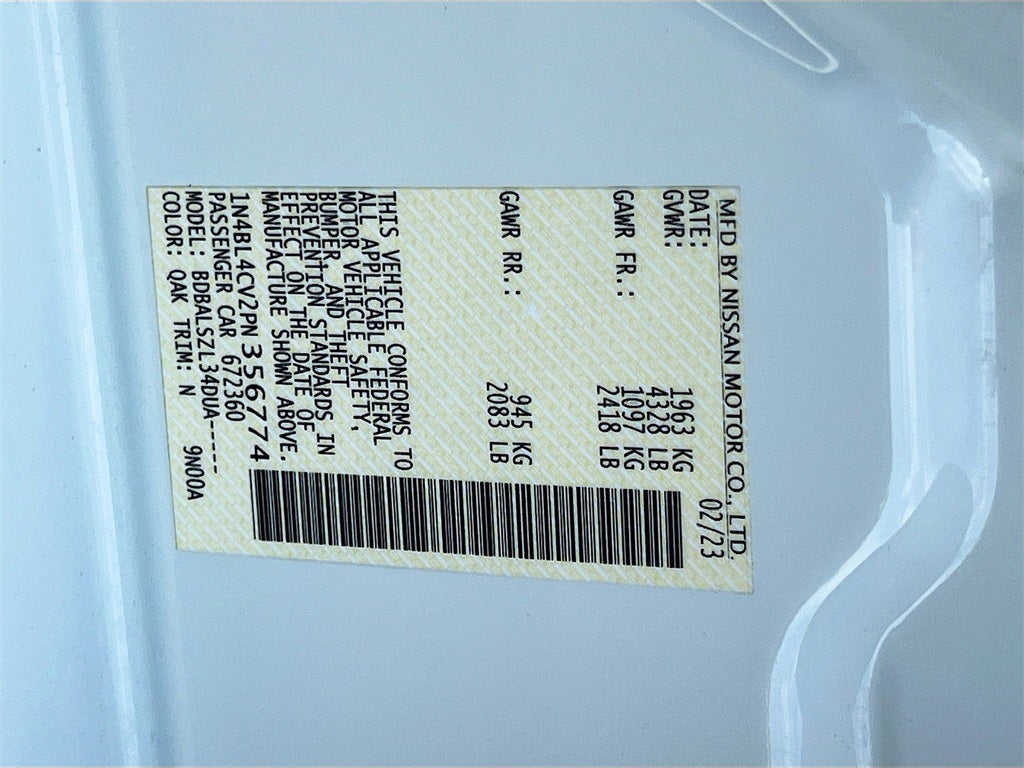 MFD BY NISSAN MOTOR CO., LTD.
DATE: 02/23
GVWR: 1963 KG
4328 LB
GAWR FR.: 1097 KG
2418 LB
GAWR RR.: 945 KG
2083 LB
THIS VEHICLE CONFORMS TO
ALL APPLICABLE FEDERAL
MOTOR VEHICLE SAFETY,
BUMPER, AND THEFT
PREVENTION STANDARDS IN
EFFECT ON THE DATE OF
MANUFACTURE SHOWN ABOVE.
1N4BL4CV2PN356774
PASSENGER CAR 672360
MODEL: BDBALSZL34DUA-----
COLOR: QAK TRIM: N 9N00A